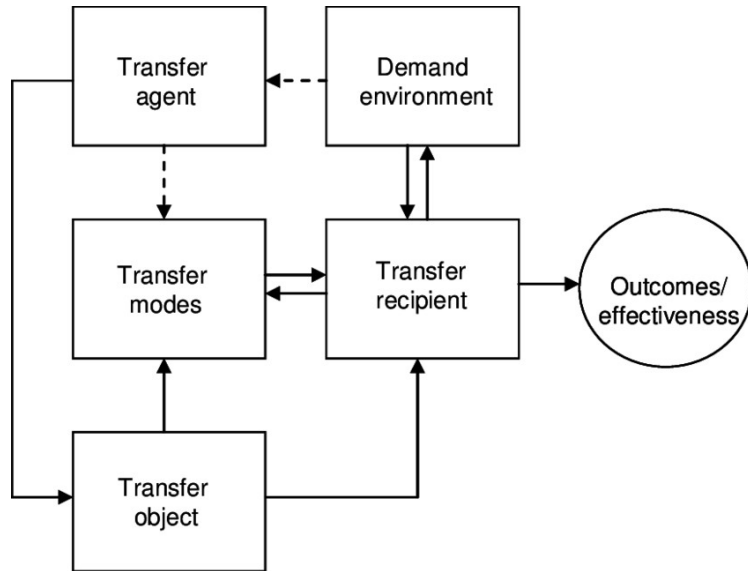 Transfer
agent
Demand
environment
Transfer
modes
Transfer
recipient
Outcomes/
effectiveness
Transfer
object